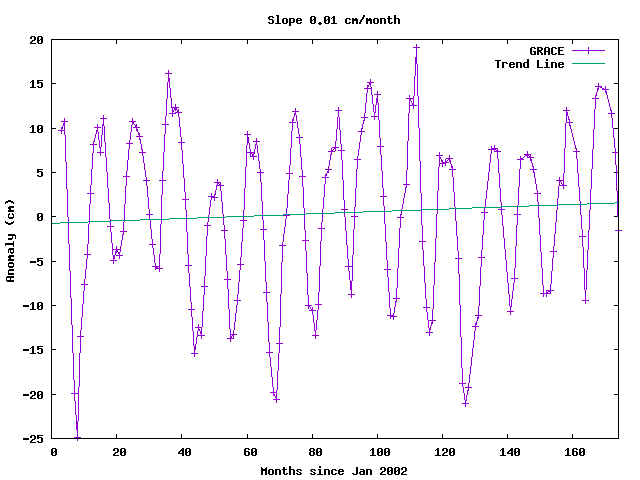 Slope 0.01 cm/month
GRACE
Trend Line
Anomaly (cm)
20
15
10
5
0
-5
-10
-15
-20
-25
0 20 40 60 80 100 120 140 160
Months since Jan 2002